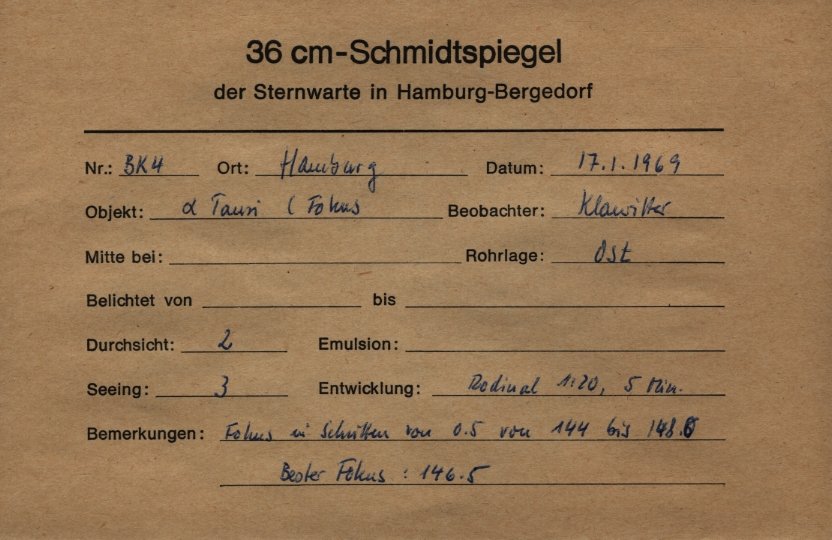 36 cm-Schmidtspiegel
der Sternwarte in Hamburg-Bergedorf
Nr.: BK4 Ort: Hamburg Datum: 17.1.1969
Objekt: α Tauri ( Fokus Beobachter: Klawitter
Mitte bei: Rohrlage: Ost
Belichtet von bis
Durchsicht: 2 Emulsion:
Seeing: 3 Entwicklung: Rodinal 1:20, 5 Min.
Bemerkungen: Fokus in Schritten von 0.5 von 144 bis 148.0
Bester Fokus : 146.5